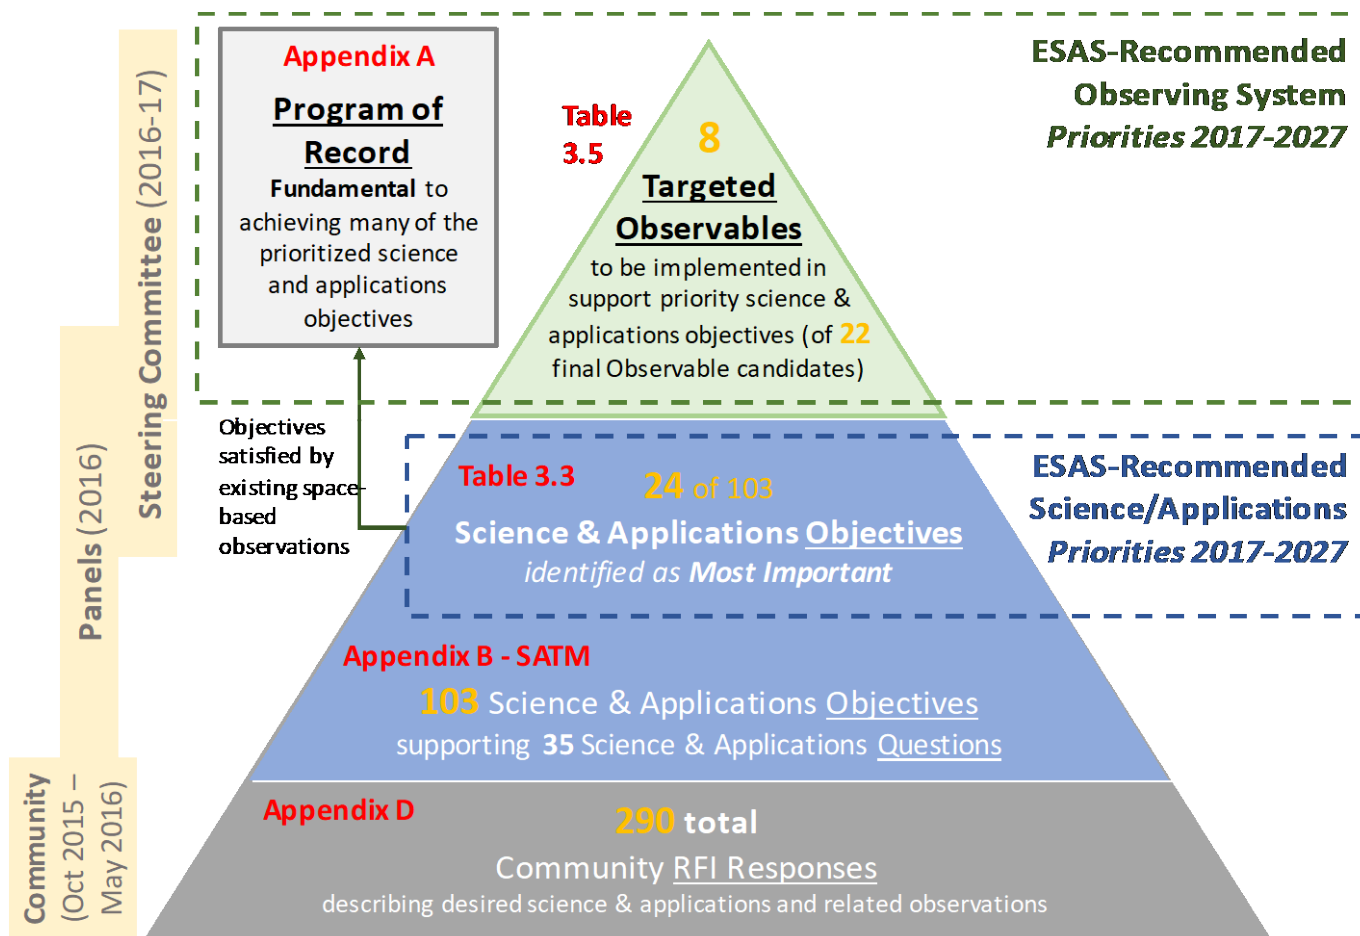 Steering Committee (2016-17)
Panels (2016)
Community
(Oct 2015 –
May 2016)
Appendix A
Program of
Record
Fundamental to
achieving many of the
prioritized science
and applications
objectives
Objectives
satisfied by
existing space-
based
observations
Table
3.5
8
Targeted
Observables
to be implemented in
support priority science &
applications objectives (of 22
final Observable candidates)
ESAS-Recommended
Observing System
Priorities 2017-2027
Table 3.3
24 of 103
Science & Applications Objectives
identified as Most Important
ESAS-Recommended
Science/Applications
Priorities 2017-2027
Appendix B - SATM
103 Science & Applications Objectives
supporting 35 Science & Applications Questions
Appendix D
290 total
Community RFI Responses
describing desired science & applications and related observations